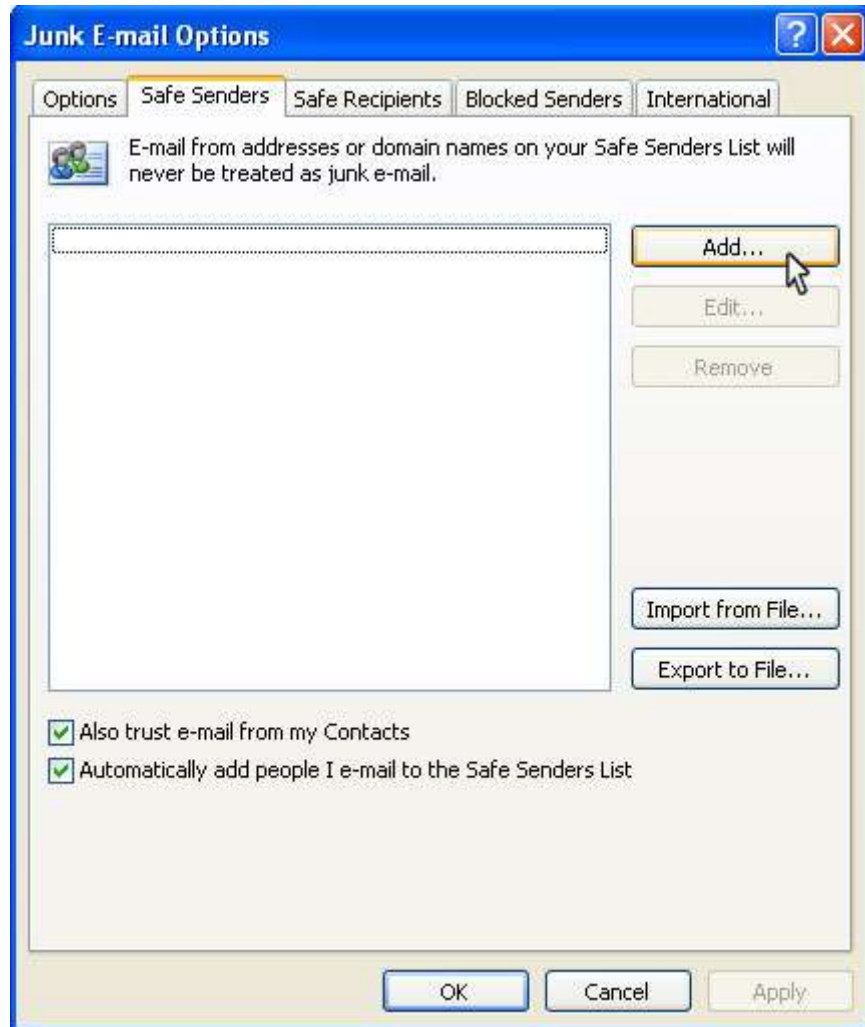 Junk E-mail Options
?
Options
Safe Senders
Safe Recipients
Blocked Senders
International
E-mail from addresses or domain names on your Safe Senders List will
never be treated as junk e-mail.
Add...
Edit...
Remove
Import from File...
Export to File...
Also trust e-mail from my Contacts
Automatically add people I e-mail to the Safe Senders List
OK
Cancel
Apply